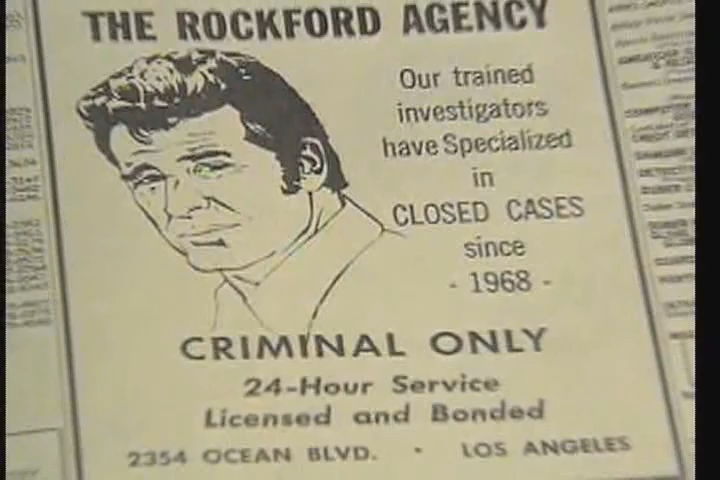 THE ROCKFORD AGENCY
Our trained
investigators
have Specialized
in
CLOSED CASES
since
- 1968 -
CRIMINAL ONLY
24-Hour Service
Licensed and Bonded
2354 OCEAN BLVD. • LOS ANGELES